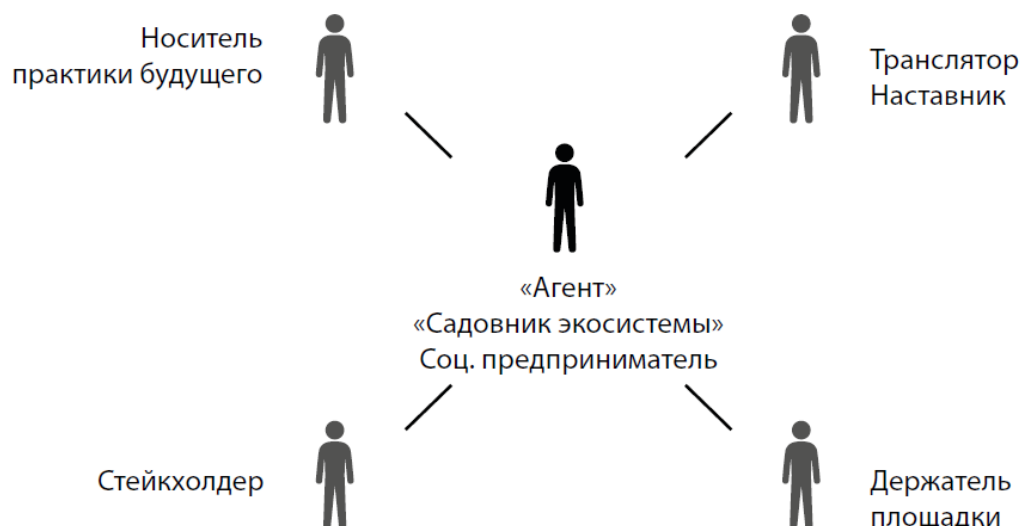 Носитель
практики будущего
Транслятор
Наставник
«Агент»
«Садовник экосистемы»
Соц. предприниматель
Стейкхолдер
Держатель
площадки